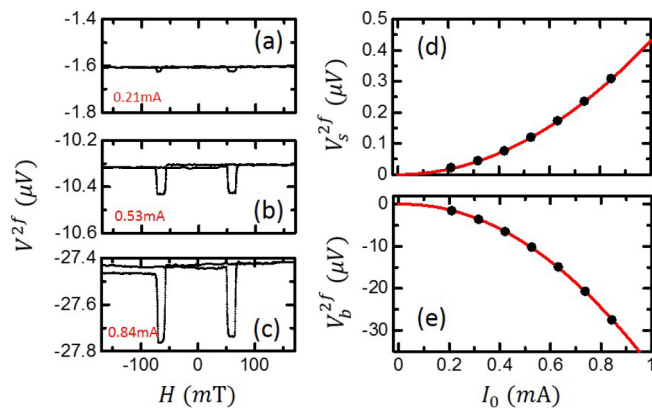 -1.4
(a)
-1.6
0.21mA
-1.8
-10.2
-10.4
0.53mA
(b)
-10.6
-27.4
-27.6
0.84mA
(c)
-27.8
-100
0
100
V^{2f} (μV)
H (mT)
0.5
(d)
0.4
0.3
0.2
0.1
0
V_s^{2f} (μV)
0
-10
-20
(e)
-30
V_b^{2f} (μV)
0
0.2
0.4
0.6
0.8
1
I_0 (mA)